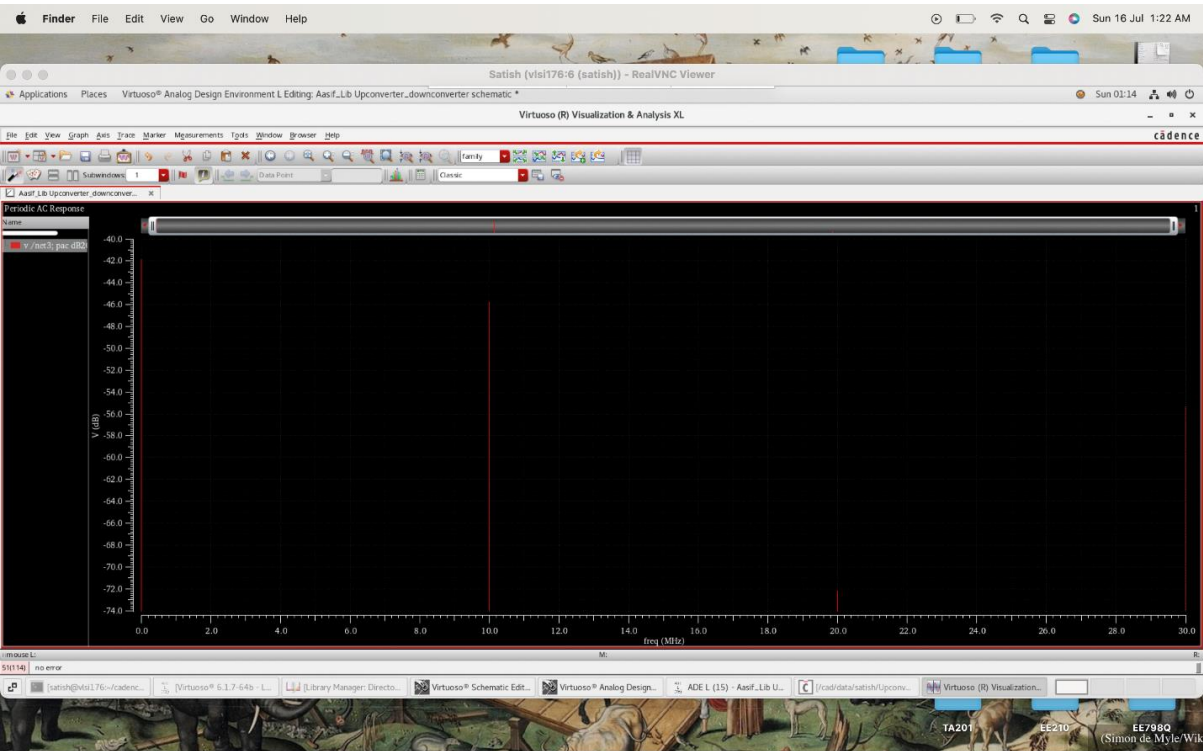 Finder File Edit View Go Window Help Sun 16 Jul 1:22 AM
Satish (vlsi176:6 (satish)) - RealVNC Viewer
Applications Places Virtuoso® Analog Design Environment L Editing: Aasif_Lib Upconverter_downconverter schematic * Sun 01:14
Virtuoso (R) Visualization & Analysis XL
File Edit View Graph Axis Trace Marker Measurements Tools Window Browser Help cādence
family
Subwindows: 1 Data Point Classic
Aasif_Lib Upconverter_downconver...
Periodic AC Response 1
Name
v /net3; pac dB20
-40.0
-42.0
-44.0
-46.0
-48.0
-50.0
-52.0
-54.0
-56.0
-58.0
-60.0
-62.0
-64.0
-66.0
-68.0
-70.0
-72.0
-74.0
V (dB)
0.0 2.0 4.0 6.0 8.0 10.0 12.0 14.0 16.0 18.0 20.0 22.0 24.0 26.0 28.0 30.0
freq (MHz)
mouse L: M: R:
51(114) no error
[satish@vlsi176:~/cadenc... [Virtuoso® 6.1.7-64b - L... [Library Manager: Directo... Virtuoso® Schematic Edit... Virtuoso® Analog Design... ADE L (15) - Aasif_Lib U... [/cad/data/satish/Upconv... Virtuoso (R) Visualization...
TA201 EE210 EE798Q
(Simon de Myle/Wik